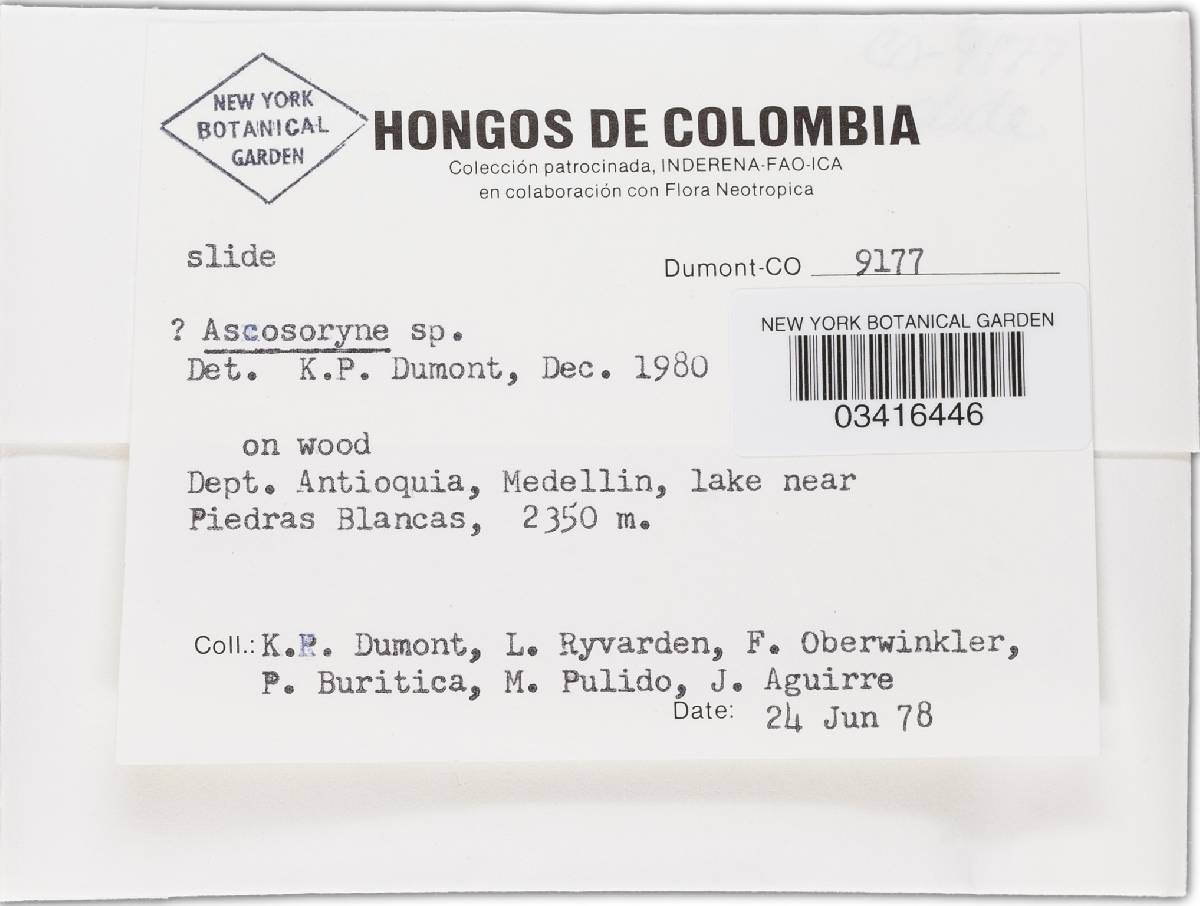 NEW YORK
BOTANICAL
GARDEN
HONGOS DE COLOMBIA
Colección patrocinada, INDERENA-FAO-ICA
en colaboración con Flora Neotropica
slide
Dumont-CO 9177
? Ascosoryne sp.
Det. K.P. Dumont, Dec. 1980
NEW YORK BOTANICAL GARDEN
03416446
on wood
Dept. Antioquia, Medellin, lake near
Piedras Blancas, 2350 m.
Coll.: K.P. Dumont, L. Ryvarden, F. Oberwinkler,
P. Buritica, M. Pulido, J. Aguirre
Date: 24 Jun 78